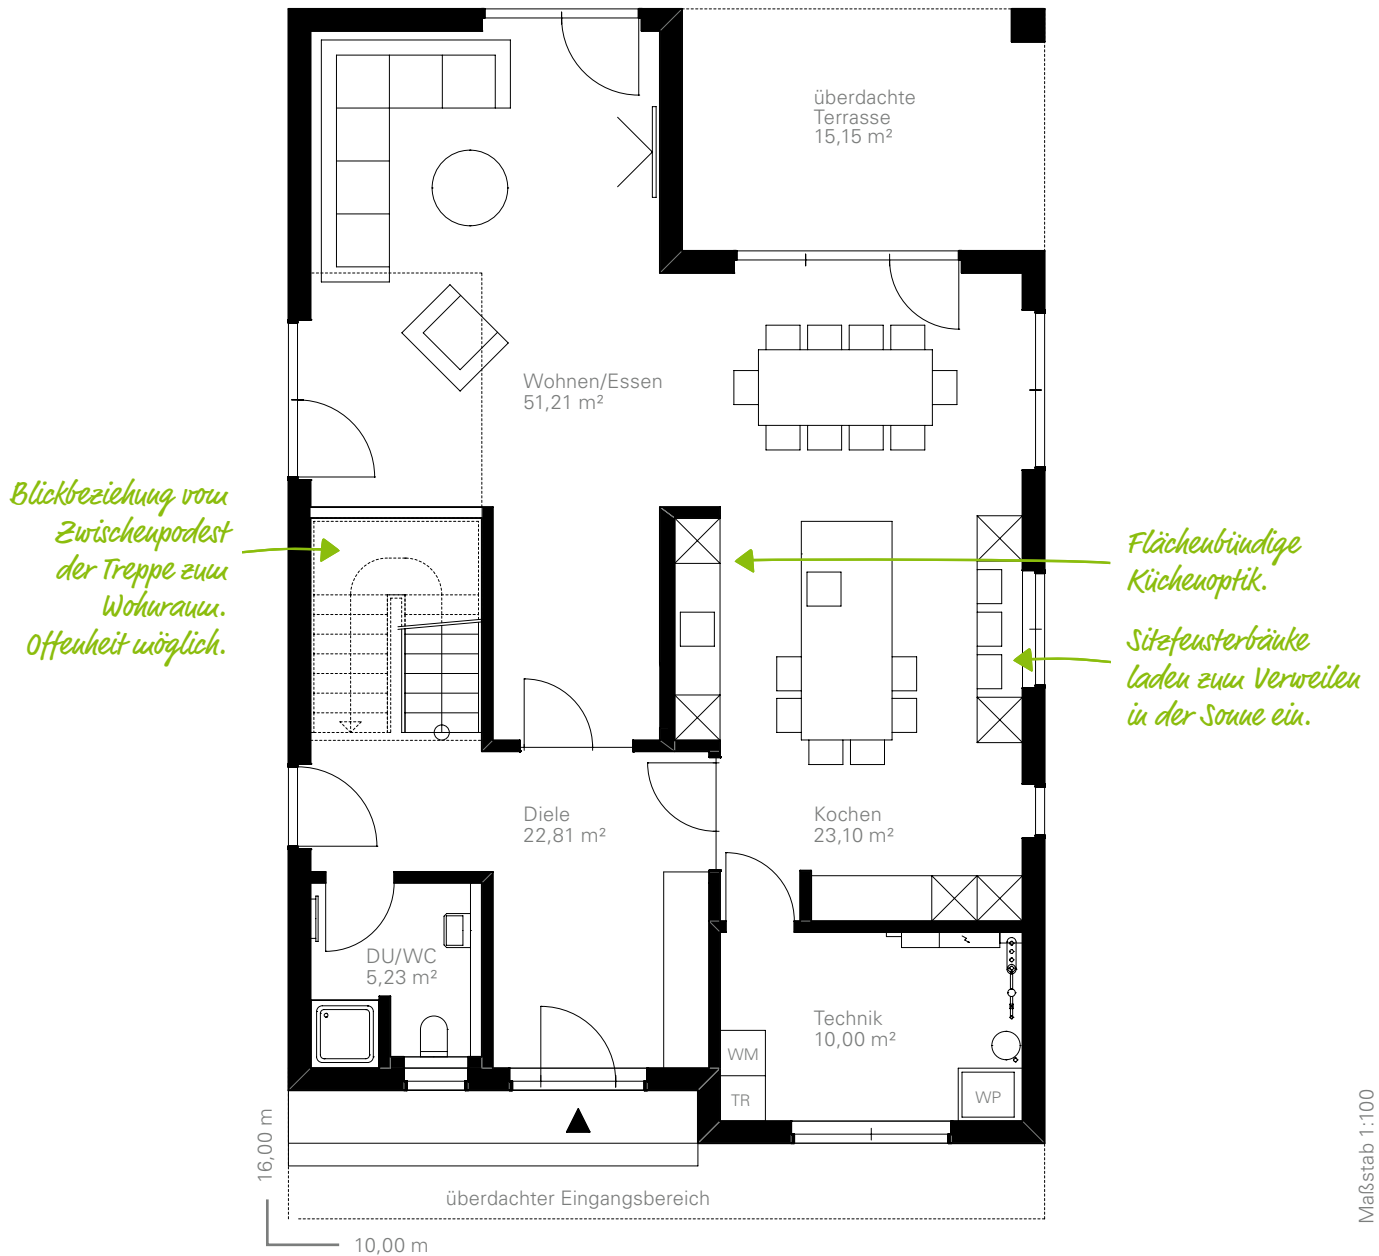 überdachte
Terrasse
15,15 m²
Wohnen/Essen
51,21 m²
Blickbeziehung vom
Zwischenpodest
der Treppe zum
Wohnraum.
Offenheit möglich.
Flächenbündige
Küchenoptik.
Sitzfensterbänke
laden zum Verweilen
in der Sonne ein.
Diele
22,81 m²
Kochen
23,10 m²
DU/WC
5,23 m²
Technik
10,00 m²
WM
TR
WP
überdachter Eingangsbereich
16,00 m
10,00 m
Maßstab 1:100